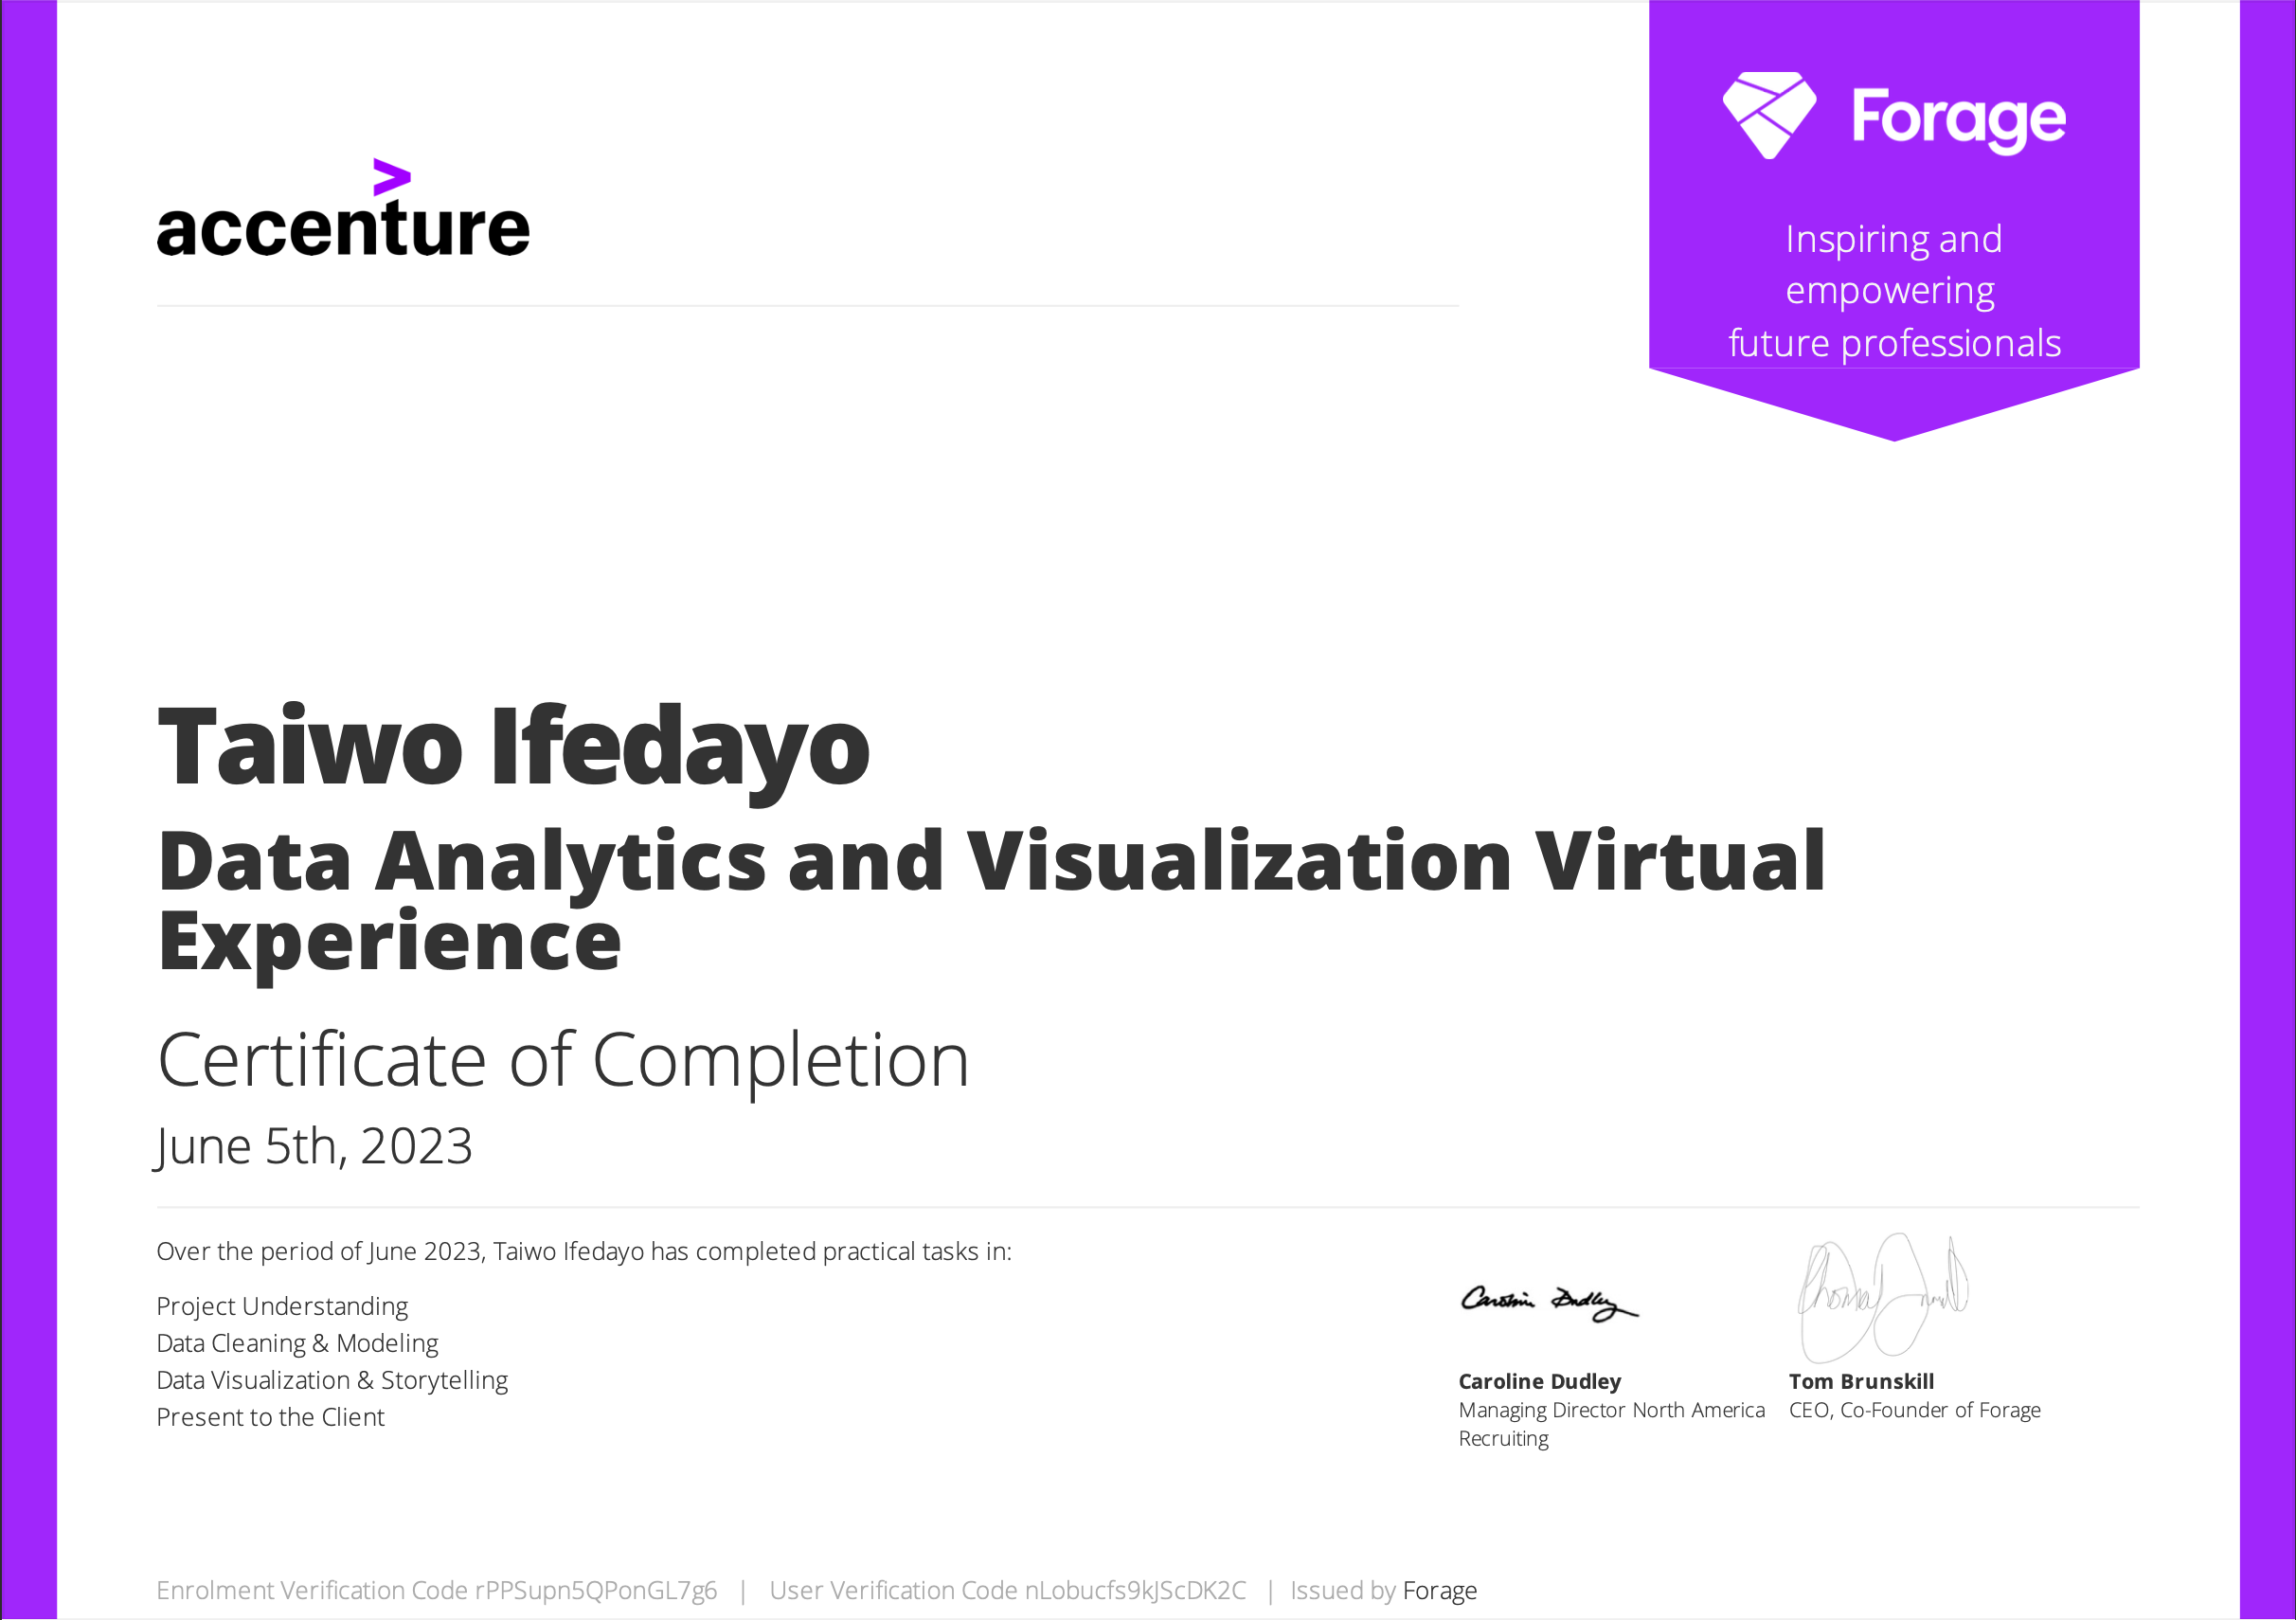 accenture
Forage
Inspiring and
empowering
future professionals
Taiwo Ifedayo
Data Analytics and Visualization Virtual
Experience
Certificate of Completion
June 5th, 2023
Over the period of June 2023, Taiwo Ifedayo has completed practical tasks in:
Project Understanding
Data Cleaning & Modeling
Data Visualization & Storytelling
Present to the Client
Caroline Dudley
Caroline Dudley
Managing Director North America
Recruiting
Tom Brunskill
CEO, Co-Founder of Forage
Enrolment Verification Code rPPSupn5QPonGL7g6 | User Verification Code nLobucfs9kJScDK2C | Issued by Forage